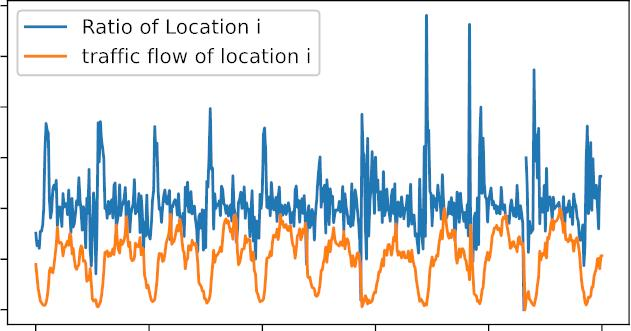 Ratio of Location i
traffic flow of location i